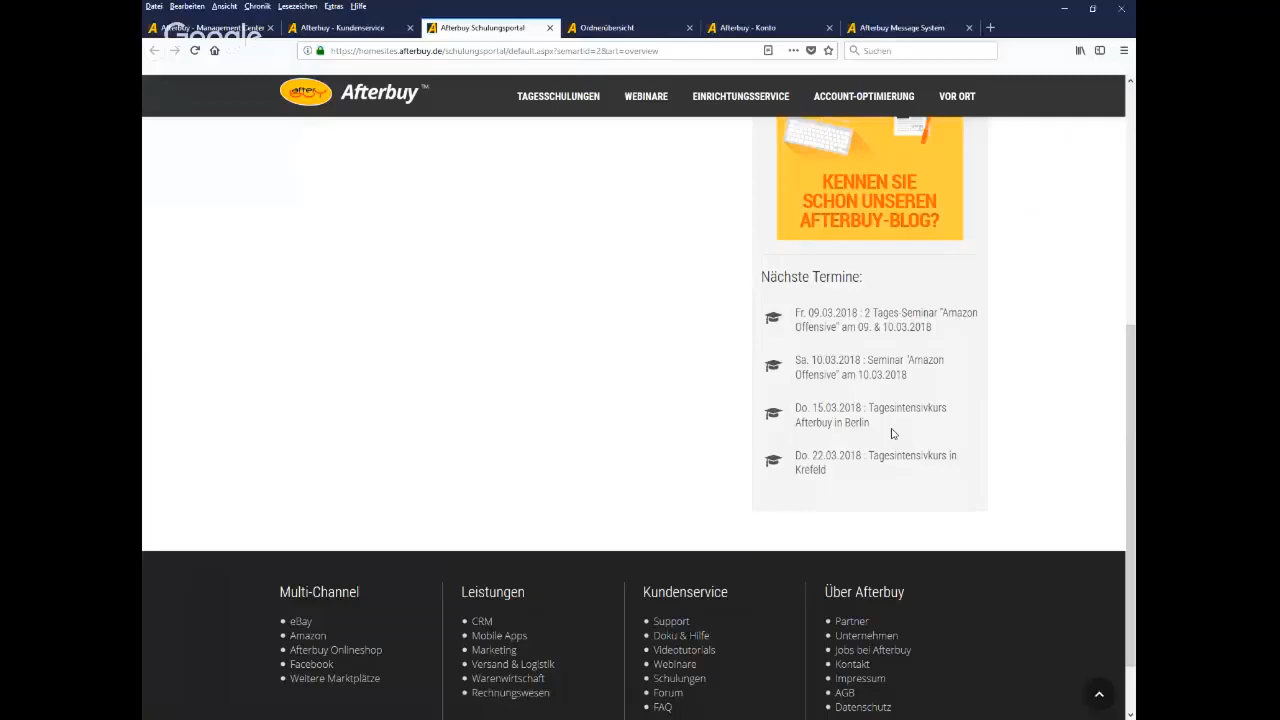 Datei Bearbeiten Ansicht Chronik Lesezeichen Extras Hilfe
Afterbuy - Management Center
Afterbuy - Kundenservice
Afterbuy Schulungsportal
Ordnerübersicht
Afterbuy - Konto
Afterbuy Message System
Google
https://homesites.afterbuy.de/schulungsportal/default.aspx?semartid=2&art=overview
Suchen
after buy
Afterbuy™
TAGESSCHULUNGEN WEBINARE EINRICHTUNGSSERVICE ACCOUNT-OPTIMIERUNG VOR ORT
KENNEN SIE
SCHON UNSEREN
AFTERBUY-BLOG?
Nächste Termine:
Fr. 09.03.2018 : 2 Tages-Seminar "Amazon
Offensive" am 09. & 10.03.2018
Sa. 10.03.2018 : Seminar "Amazon
Offensive" am 10.03.2018
Do. 15.03.2018 : Tagesintensivkurs
Afterbuy in Berlin
Do. 22.03.2018 : Tagesintensivkurs in
Krefeld
Multi-Channel
eBay
Amazon
Afterbuy Onlineshop
Facebook
Weitere Marktplätze
Leistungen
CRM
Mobile Apps
Marketing
Versand & Logistik
Warenwirtschaft
Rechnungswesen
Kundenservice
Support
Doku & Hilfe
Videotutorials
Webinare
Schulungen
Forum
FAQ
Über Afterbuy
Partner
Unternehmen
Jobs bei Afterbuy
Kontakt
Impressum
AGB
Datenschutz